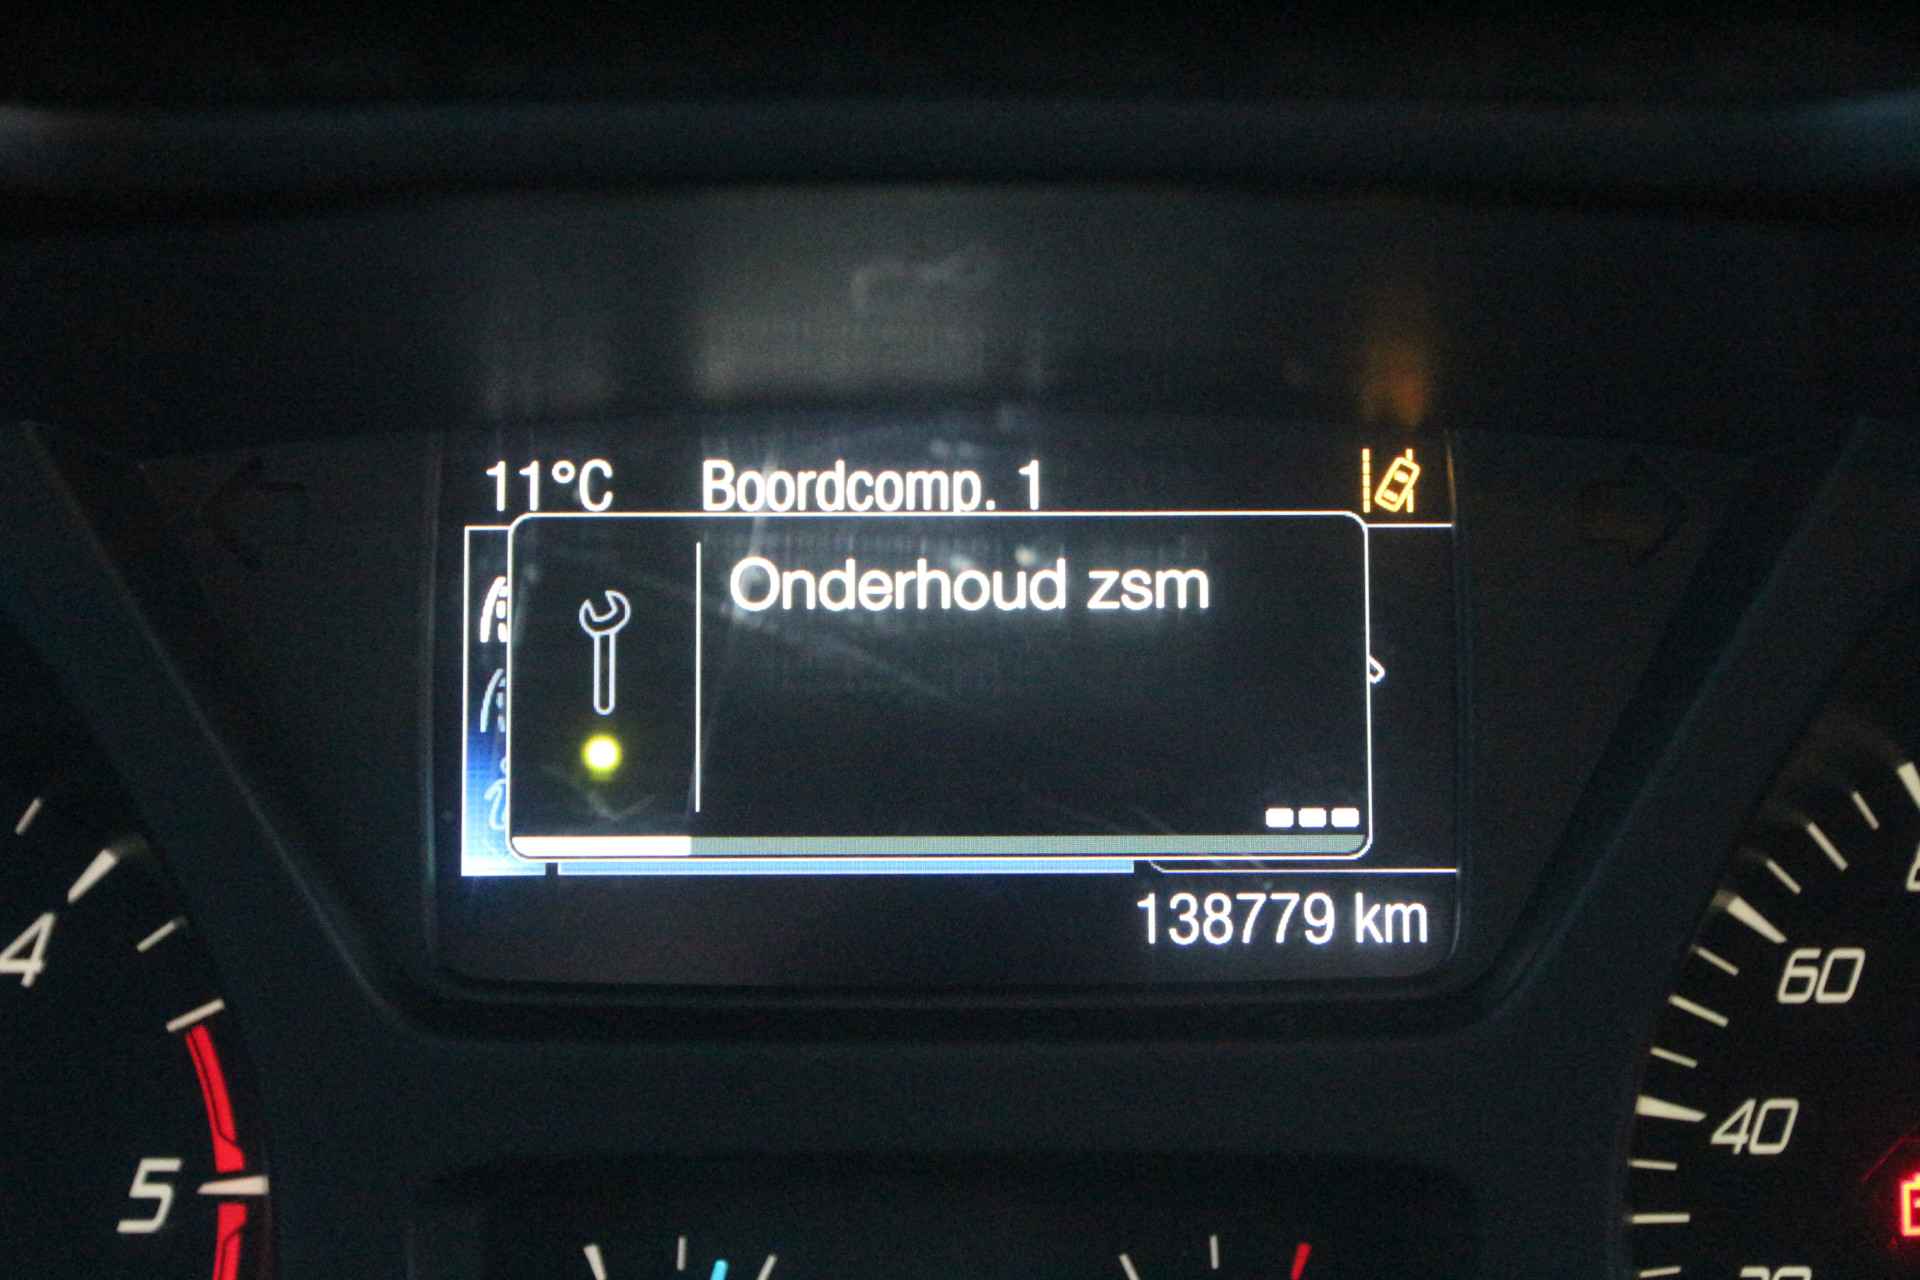 11°C Boordcomp. 1
Onderhoud zsm
138779 km
4
5
60
40